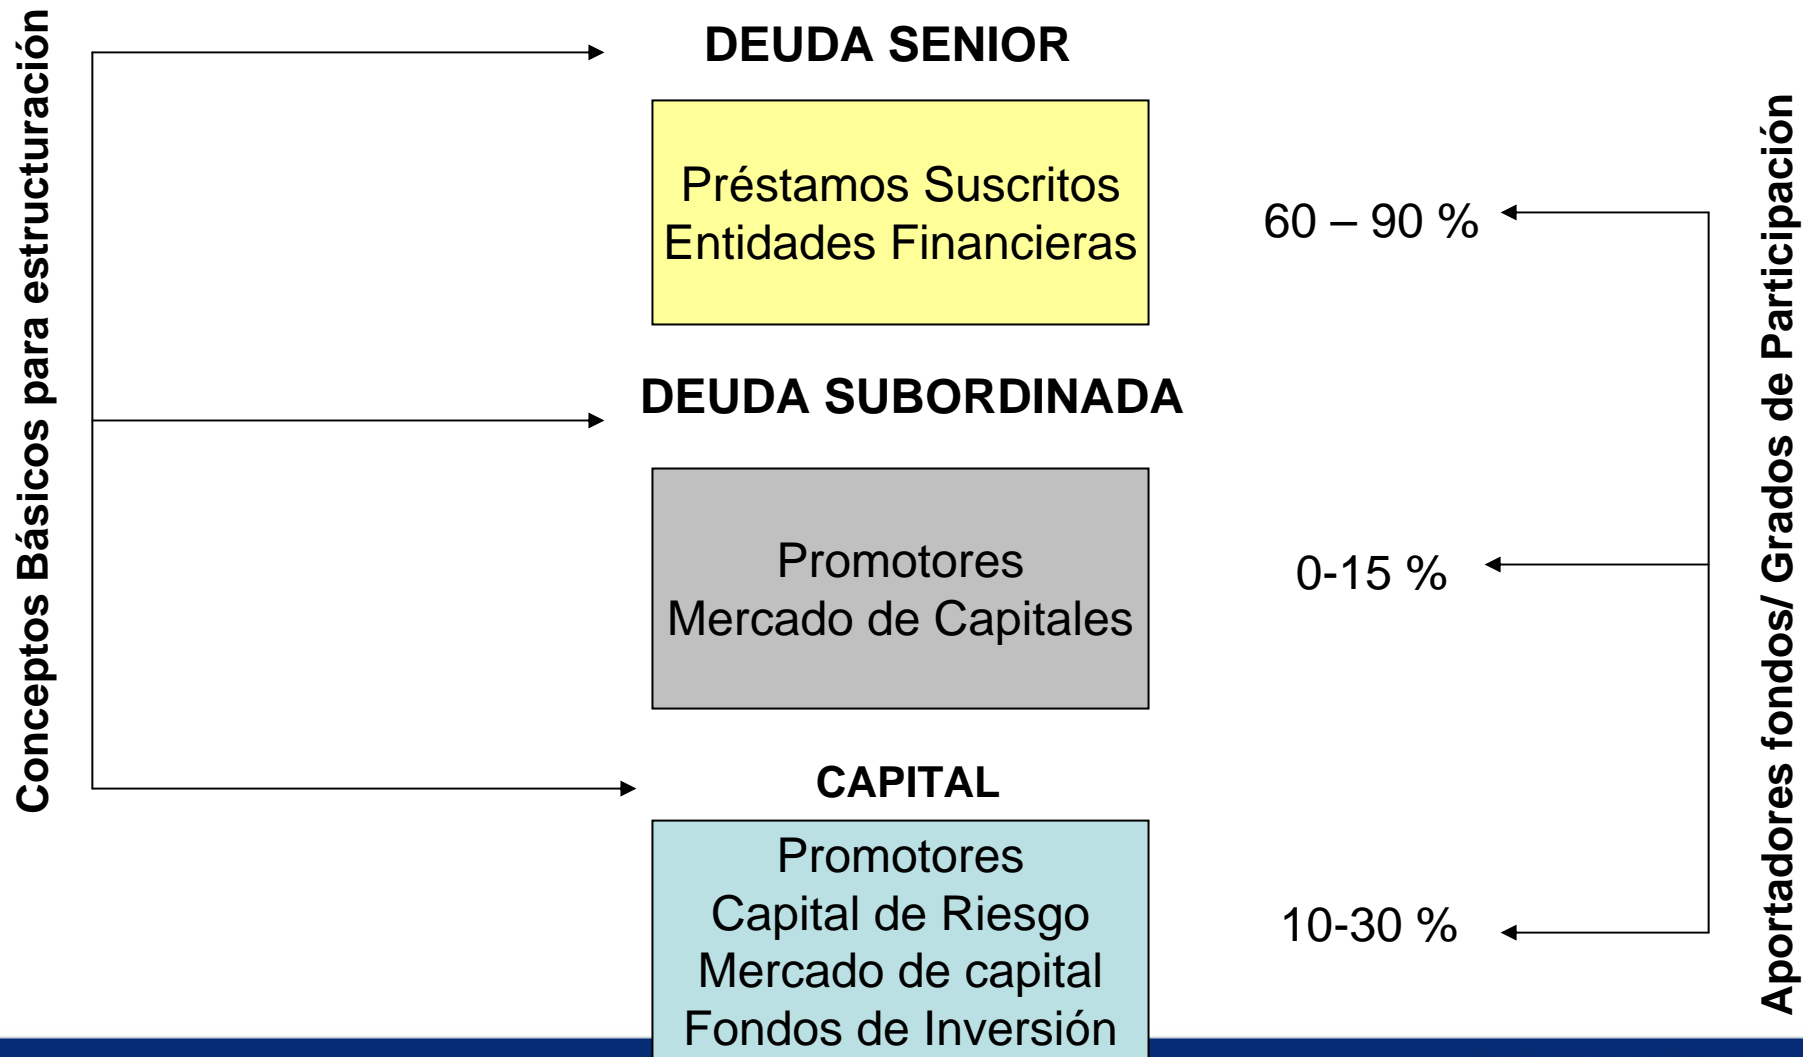 Conceptos Básicos para estructuración
DEUDA SENIOR
Préstamos Suscritos
Entidades Financieras
60 – 90 %
DEUDA SUBORDINADA
Promotores
Mercado de Capitales
0-15 %
CAPITAL
Promotores
Capital de Riesgo
Mercado de capital
Fondos de Inversión
10-30 %
Aportadores fondos/ Grados de Participación